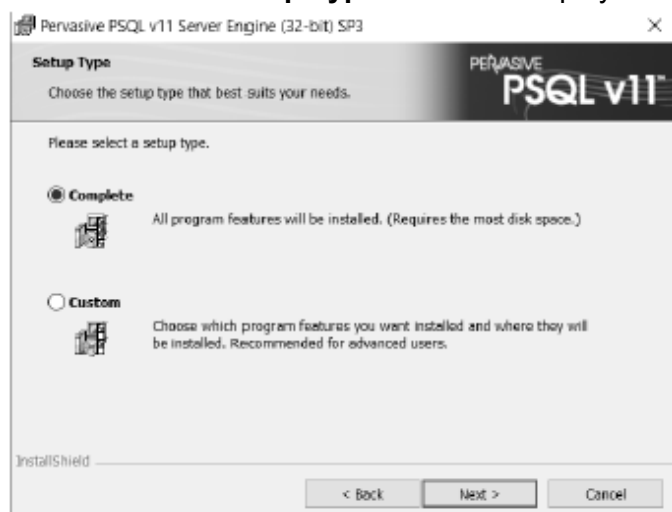 Pervasive PSQL v11 Server Engine (32-bit) SP3
Setup Type
Choose the setup type that best suits your needs.
PERVASIVE
PSQL v11
Please select a setup type.
Complete
All program features will be installed. (Requires the most disk space.)
Custom
Choose which program features you want installed and where they will
be installed. Recommended for advanced users.
InstallShield
< Back
Next >
Cancel